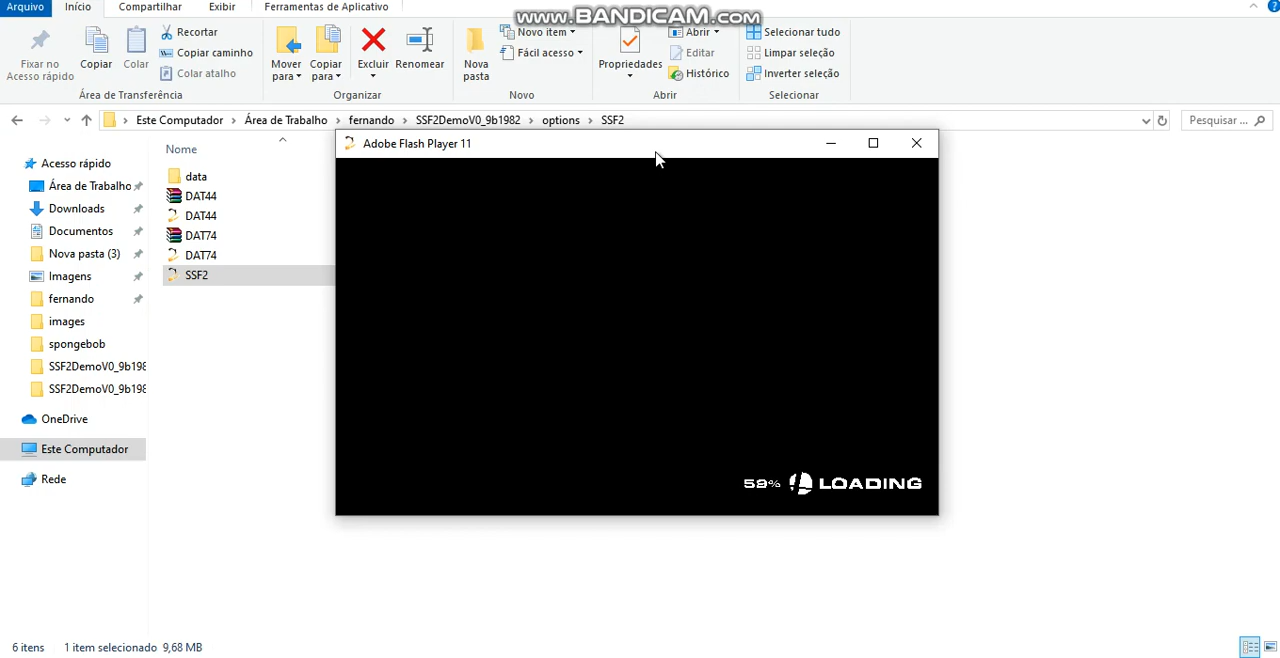 Arquivo Início Compartilhar Exibir Ferramentas de Aplicativo
www.BANDICAM.com
Fixar no Acesso rápido
Copiar
Colar
Recortar
Copiar caminho
Colar atalho
Área de Transferência
Mover para
Copiar para
Excluir
Renomear
Organizar
Nova pasta
Novo item
Fácil acesso
Novo
Propriedades
Abrir
Editar
Histórico
Abrir
Selecionar tudo
Limpar seleção
Inverter seleção
Selecionar
Este Computador Área de Trabalho fernando SSF2DemoV0_9b1982 options SSF2
Pesquisar ...
Acesso rápido
Área de Trabalho
Downloads
Documentos
Nova pasta (3)
Imagens
fernando
images
spongebob
SSF2DemoV0_9b198
SSF2DemoV0_9b198
OneDrive
Este Computador
Rede
Nome
data
DAT44
DAT44
DAT74
DAT74
SSF2
Adobe Flash Player 11
59% LOADING
6 itens 1 item selecionado 9,68 MB